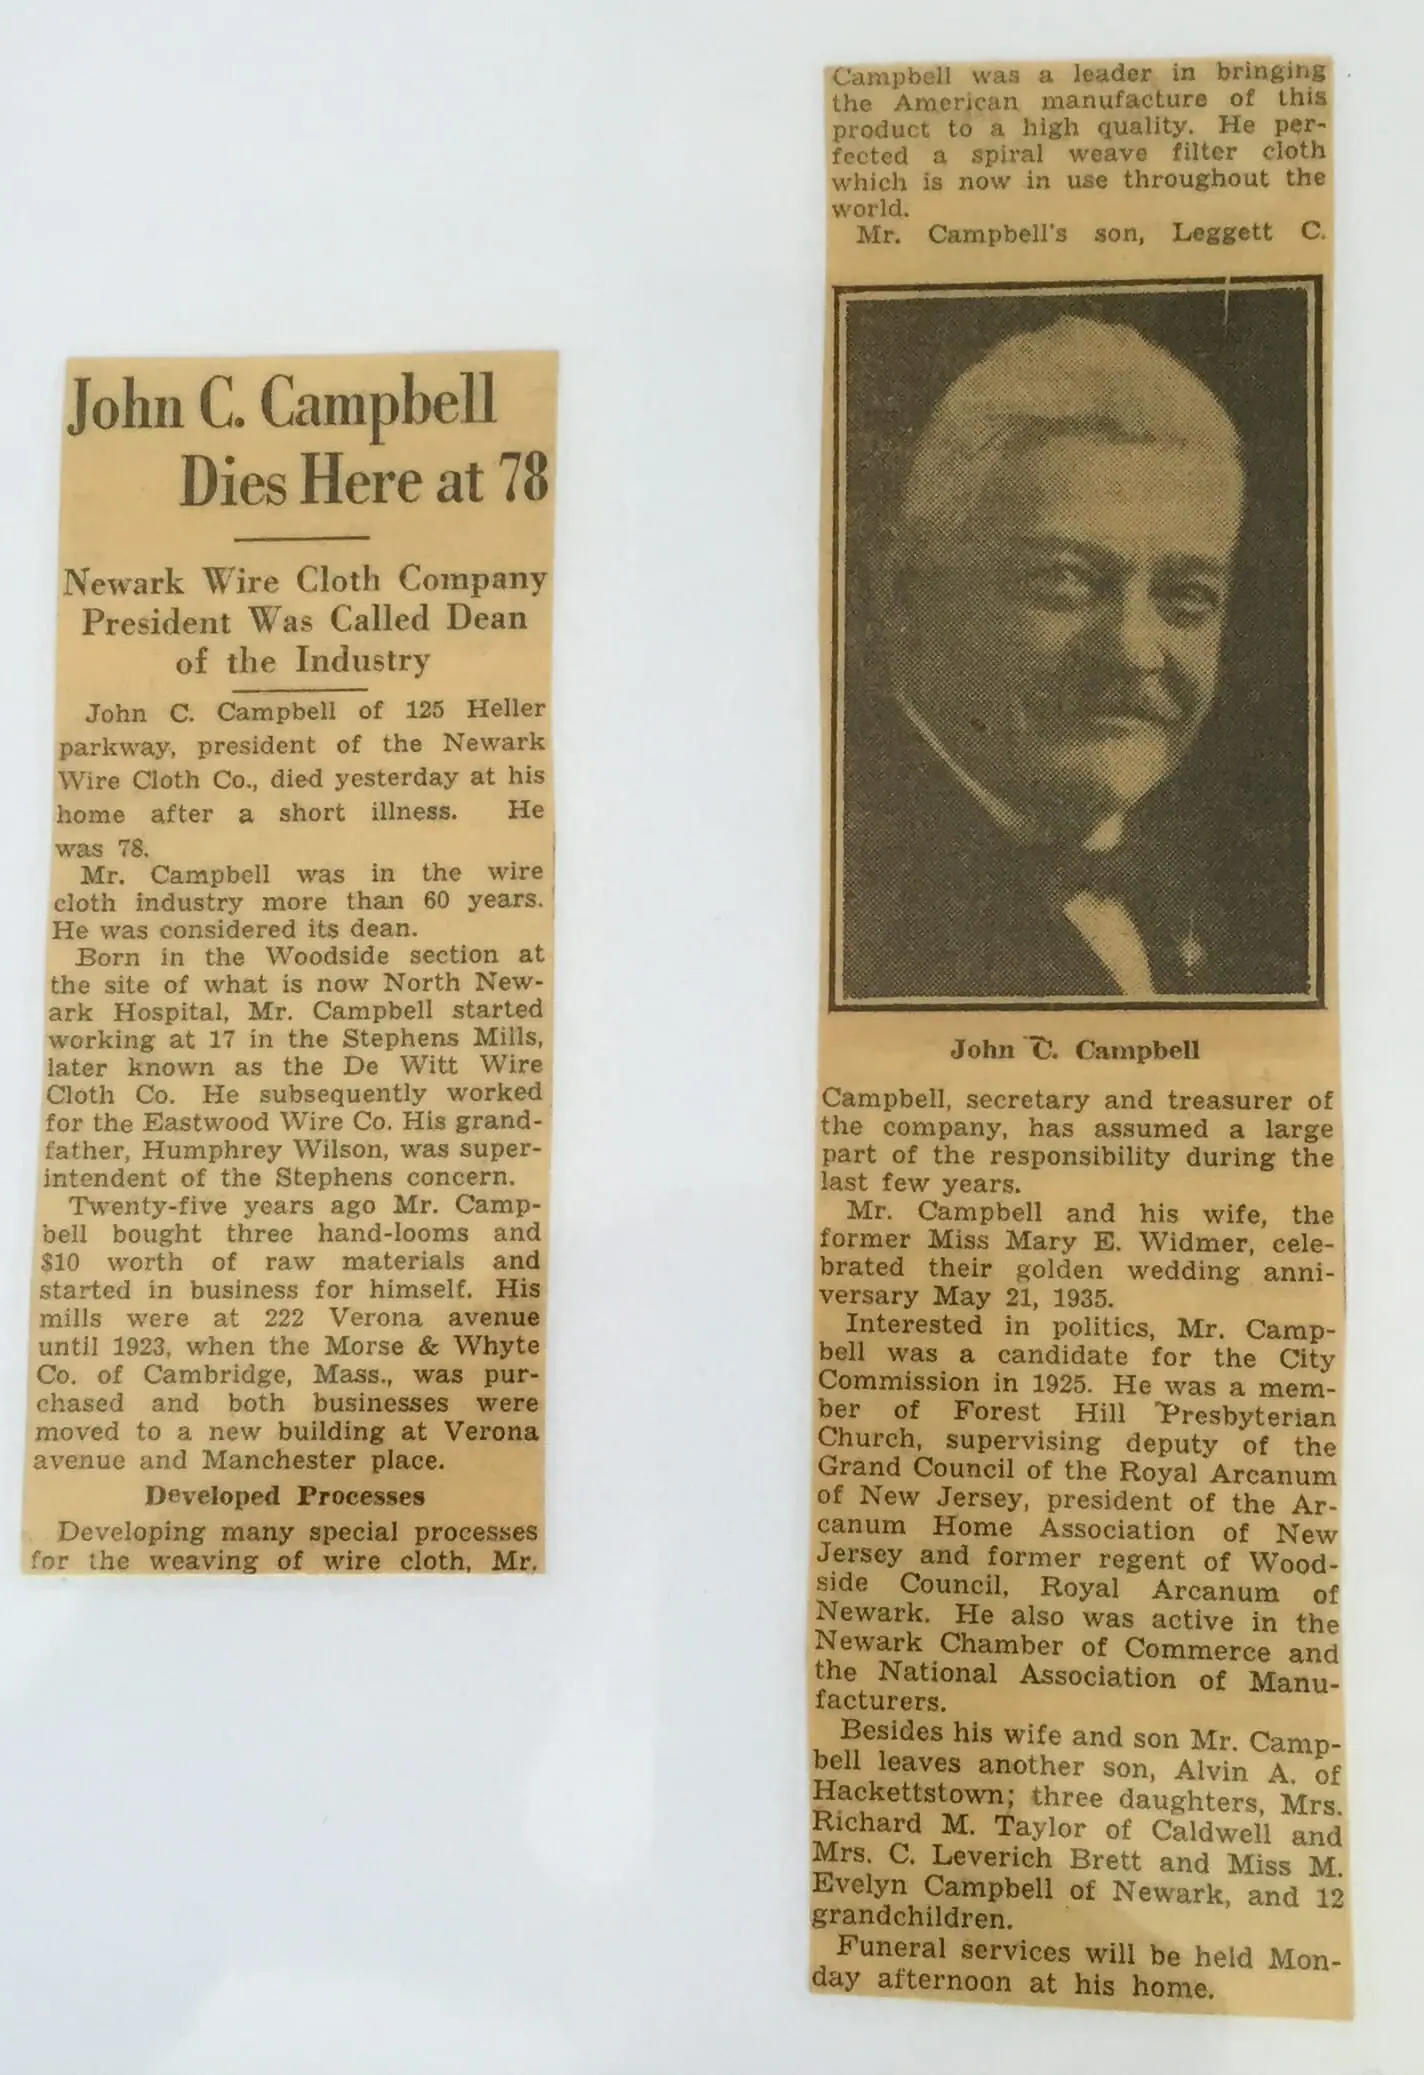 John C. Campbell
Dies Here at 78
Newark Wire Cloth Company
President Was Called Dean
of the Industry
John C. Campbell of 125 Heller
parkway, president of the Newark
Wire Cloth Co., died yesterday at his
home after a short illness. He
was 78.
Mr. Campbell was in the wire
cloth industry more than 60 years.
He was considered its dean.
Born in the Woodside section at
the site of what is now North New-
ark Hospital, Mr. Campbell started
working at 17 in the Stephens Mills,
later known as the De Witt Wire
Cloth Co. He subsequently worked
for the Eastwood Wire Co. His grand-
father, Humphrey Wilson, was super-
intendent of the Stephens concern.
Twenty-five years ago Mr. Camp-
bell bought three hand-looms and
$10 worth of raw materials and
started in business for himself. His
mills were at 222 Verona avenue
until 1923, when the Morse & Whyte
Co. of Cambridge, Mass., was pur-
chased and both businesses were
moved to a new building at Verona
avenue and Manchester place.
Developed Processes
Developing many special processes
for the weaving of wire cloth, Mr.
Campbell was a leader in bringing
the American manufacture of this
product to a high quality. He per-
fected a spiral weave filter cloth
which is now in use throughout the
world.
Mr. Campbell's son, Leggett C.
John C. Campbell
Campbell, secretary and treasurer of
the company, has assumed a large
part of the responsibility during the
last few years.
Mr. Campbell and his wife, the
former Miss Mary E. Widmer, cele-
brated their golden wedding anni-
versary May 21, 1935.
Interested in politics, Mr. Camp-
bell was a candidate for the City
Commission in 1925. He was a mem-
ber of Forest Hill Presbyterian
Church, supervising deputy of the
Grand Council of the Royal Arcanum
of New Jersey, president of the Ar-
canum Home Association of New
Jersey and former regent of Wood-
side Council, Royal Arcanum of
Newark. He also was active in the
Newark Chamber of Commerce and
the National Association of Manu-
facturers.
Besides his wife and son Mr. Camp-
bell leaves another son, Alvin A. of
Hackettstown; three daughters, Mrs.
Richard M. Taylor of Caldwell and
Mrs. C. Leverich Brett and Miss M.
Evelyn Campbell of Newark, and 12
grandchildren.
Funeral services will be held Mon-
day afternoon at his home.